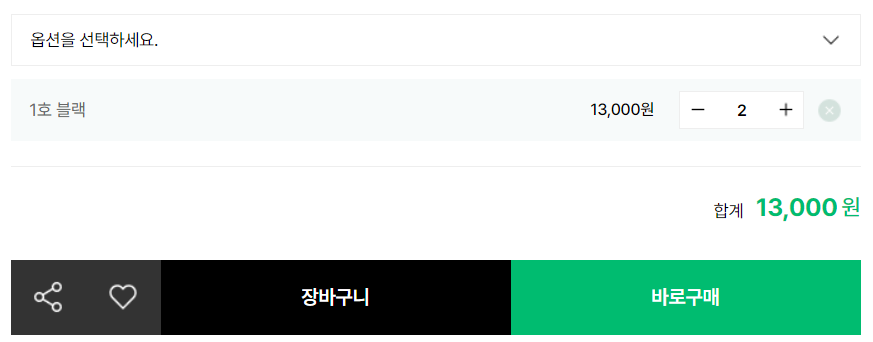 옵션을 선택하세요.
1호 블랙 13,000원 2
합계 13,000 원
장바구니 바로구매